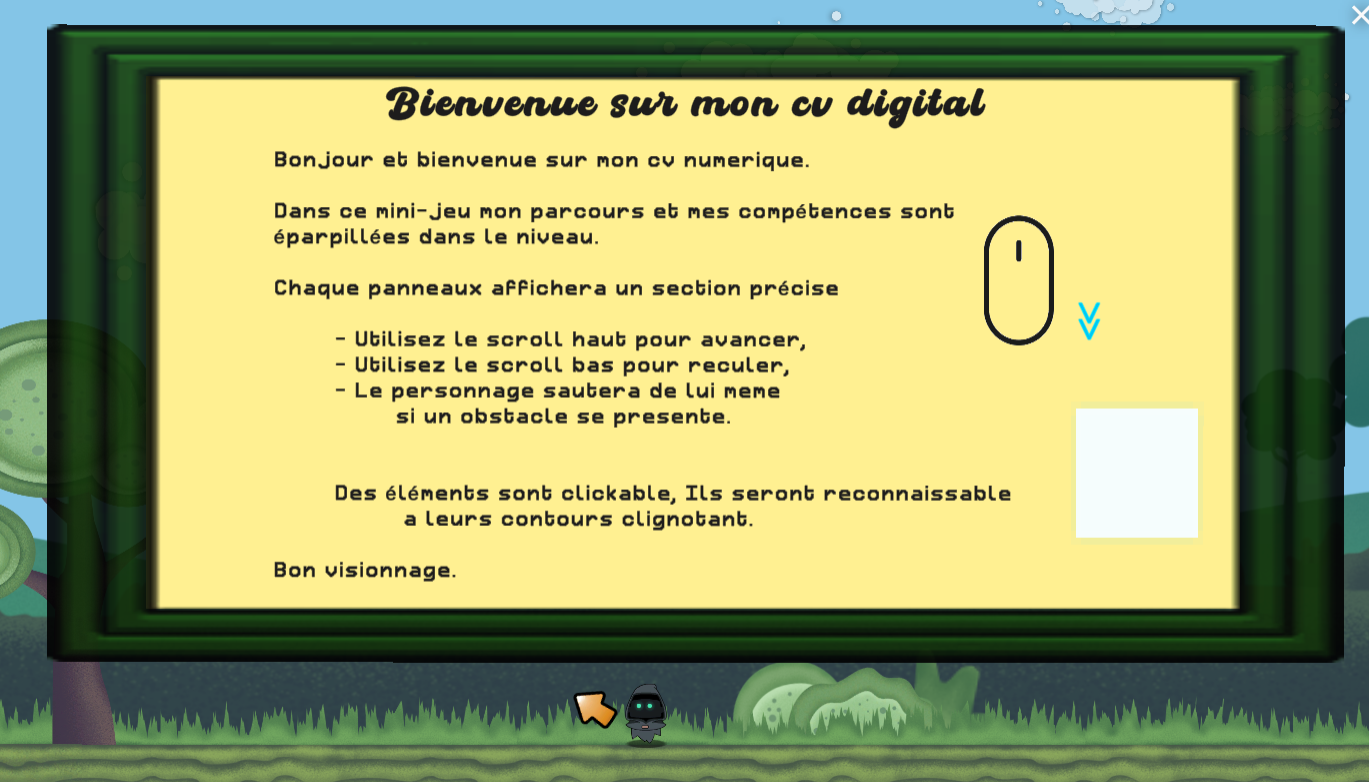 Bienvenue sur mon cv digital
Bonjour et bienvenue sur mon cv numerique.
Dans ce mini-jeu mon parcours et mes compétences sont
éparpillées dans le niveau.
Chaque panneaux affichera un section précise
- Utilisez le scroll haut pour avancer,
- Utilisez le scroll bas pour reculer,
- Le personnage sautera de lui meme
si un obstacle se presente.
Des éléments sont clickable, Ils seront reconnaissable
a leurs contours clignotant.
Bon visionnage.